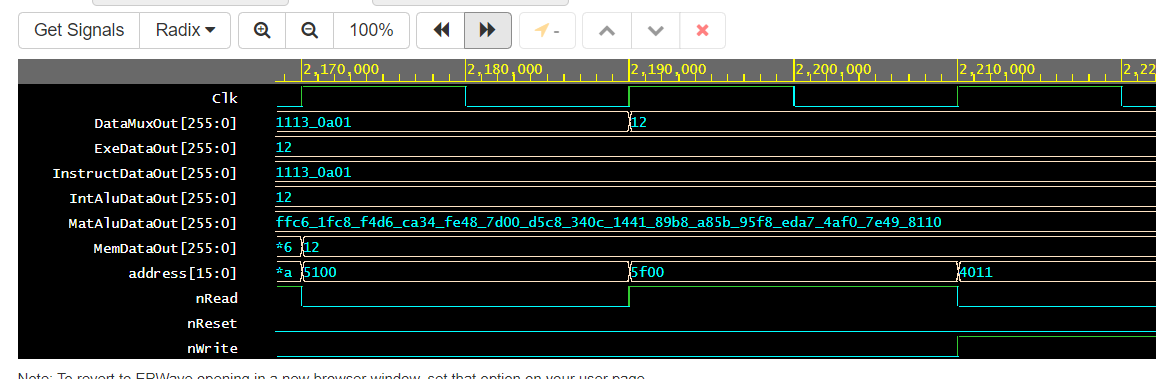 Get Signals Radix 100% -
2,170,000 2,180,000 2,190,000 2,200,000 2,210,000 2,22
Clk
DataMuxOut[255:0] 1113_0a01 12
ExeDataOut[255:0] 12
InstructDataOut[255:0] 1113_0a01
IntAluDataOut[255:0] 12
MatAluDataOut[255:0] ffc6_1fc8_f4d6_ca34_fe48_7d00_d5c8_340c_1441_89b8_a85b_95f8_eda7_4af0_7e49_8110
MemDataOut[255:0] *6 12
address[15:0] *a 5100 5f00 4011
nRead
nReset
nWrite
Note: To revert to EPWave opening in a new browser window, set that option on your user page.